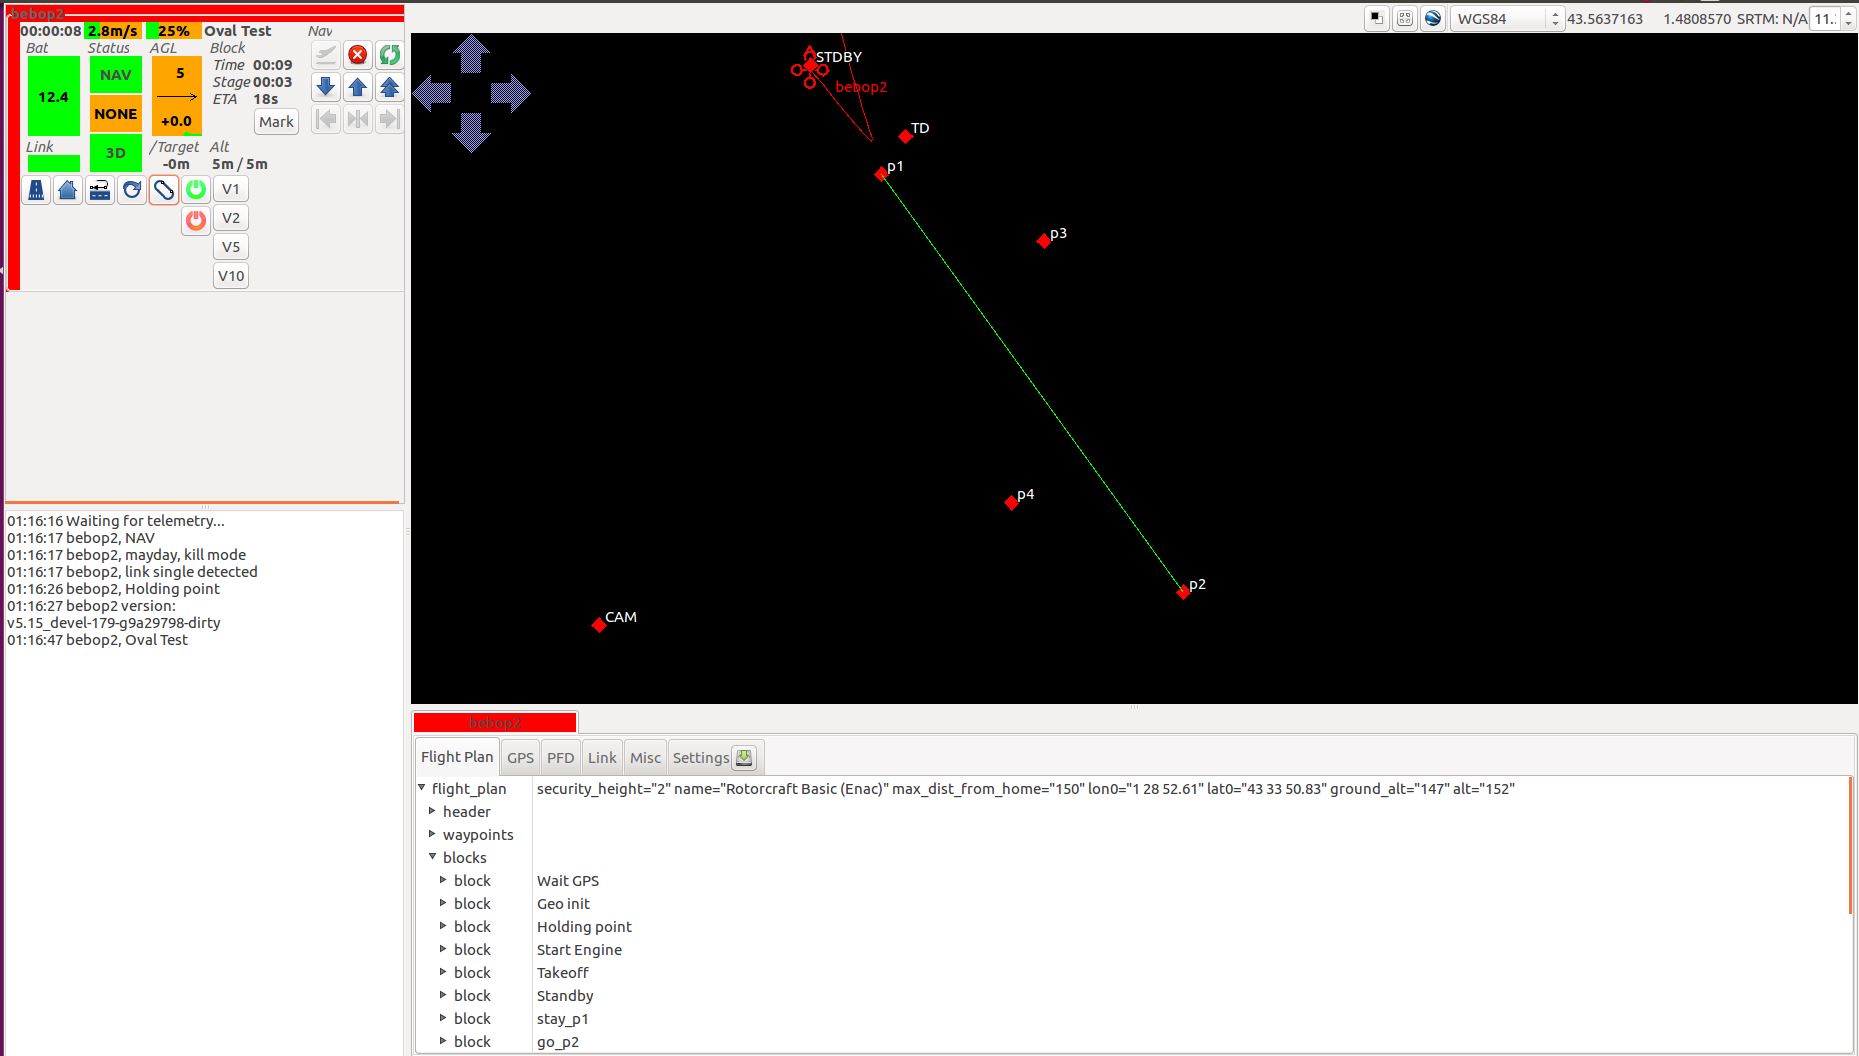 bebop2
00:00:08 2.8m/s 25% Oval Test Nav
Bat Status AGL Block
NAV 5 Time 00:09
12.4 Stage 00:03
NONE ETA 18s
+0.0 Mark
Link 3D /Target Alt
-0m 5m / 5m
V1
V2
V5
V10
WGS84 43.5637163 1.4808570 SRTM: N/A 11.
STDBY
bebop2
TD
p1
p3
p4
p2
CAM
01:16:16 Waiting for telemetry...
01:16:17 bebop2, NAV
01:16:17 bebop2, mayday, kill mode
01:16:17 bebop2, link single detected
01:16:26 bebop2, Holding point
01:16:27 bebop2 version:
v5.15_devel-179-g9a29798-dirty
01:16:47 bebop2, Oval Test
bebop2
Flight Plan GPS PFD Link Misc Settings
flight_plan security_height="2" name="Rotorcraft Basic (Enac)" max_dist_from_home="150" lon0="1 28 52.61" lat0="43 33 50.83" ground_alt="147" alt="152"
header
waypoints
blocks
block Wait GPS
block Geo init
block Holding point
block Start Engine
block Takeoff
block Standby
block stay_p1
block go_p2